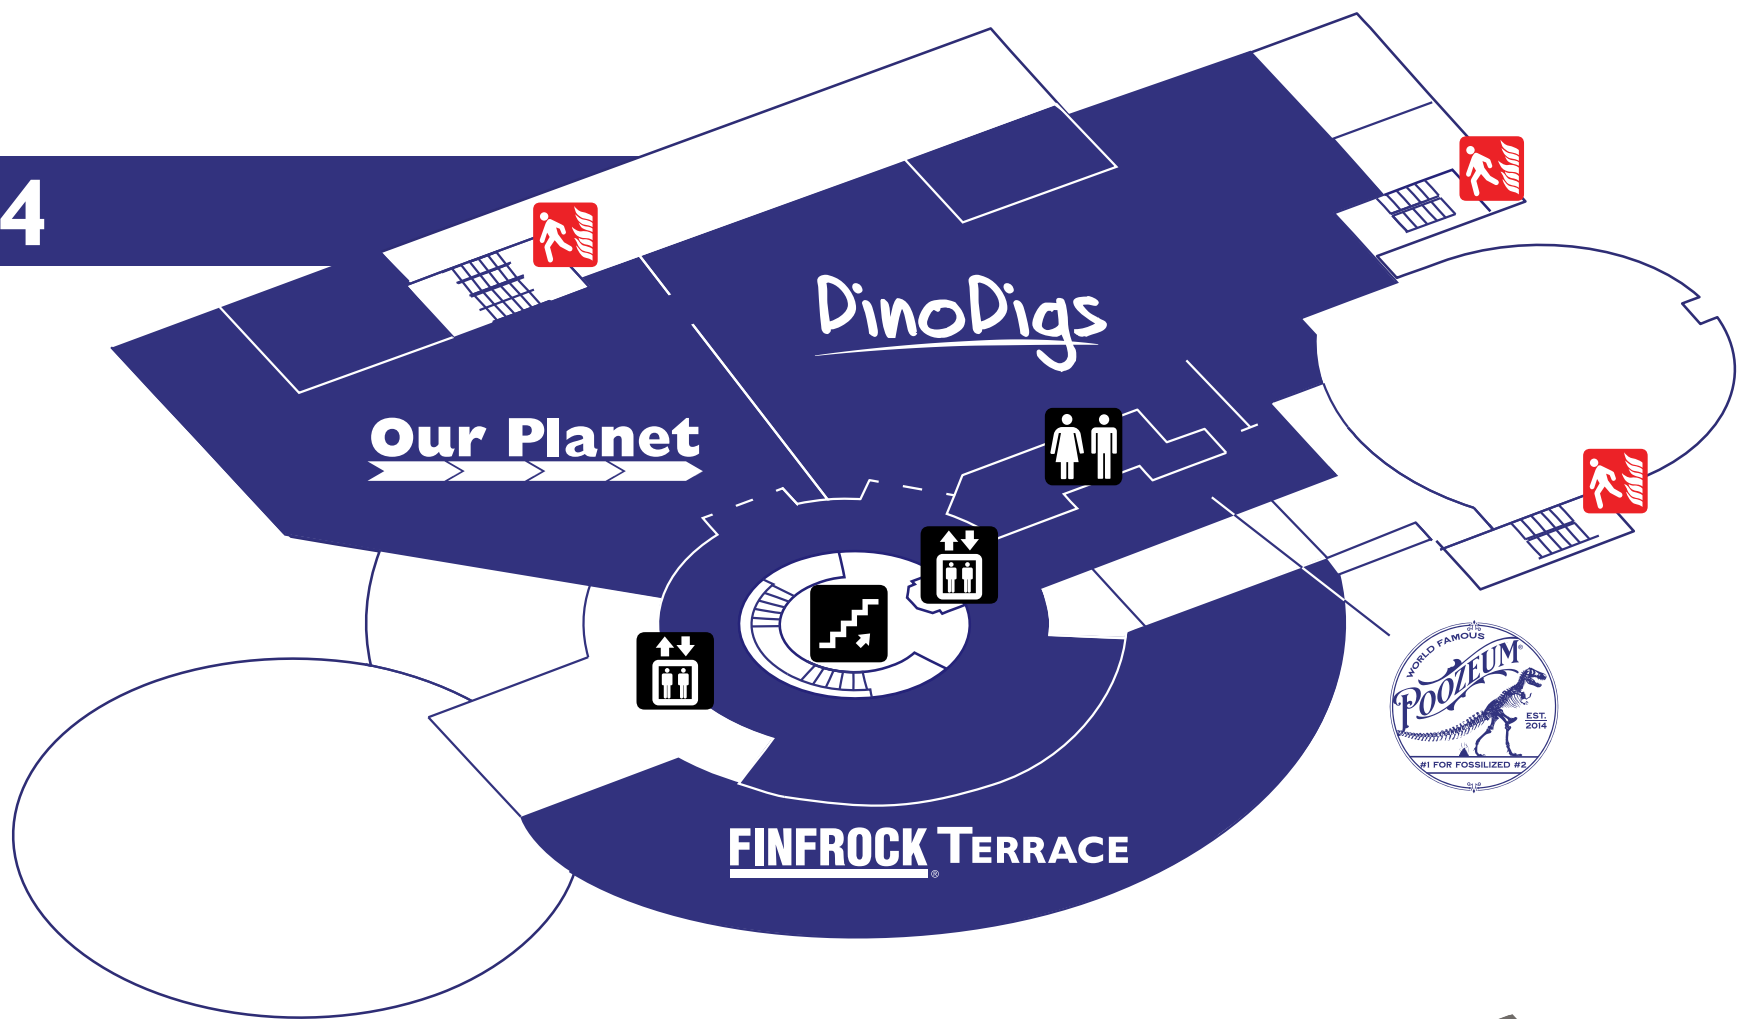 4
DinoDigs
Our Planet
WORLD FAMOUS
POOZEUM®
EST.
2014
#1 FOR FOSSILIZED #2
FINFROCK® TERRACE